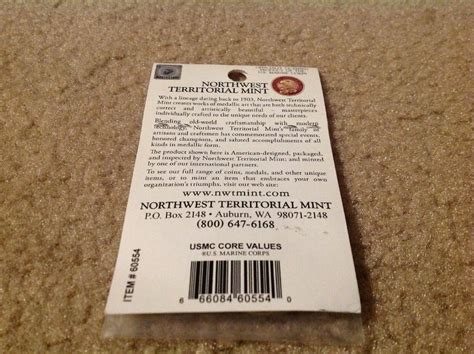 NORTHWEST
TERRITORIAL MINT
With a lineage dating back to 1903, Northwest Territorial
Mint creates works of medallic art that are both technically
correct and artistically beautiful - masterpieces
individually crafted to the unique needs of our clients.
Blending old-world craftsmanship with modern
technology, Northwest Territorial Mint's family of
artisans and craftsmen has commemorated special events,
honored champions, and saluted accomplishments of all
kinds in medallic form.
The product shown here is American-designed, packaged,
and inspected by Northwest Territorial Mint; and minted
by one of our international partners.
To see our full range of coins, medals, and other unique
items, or to mint an item that embraces your own
organization's triumphs, visit our web site:
www.nwtmint.com
NORTHWEST TERRITORIAL MINT
P.O. Box 2148 • Auburn, WA 98071-2148
(800) 647-6168
USMC CORE VALUES
#U.S. MARINE CORPS
ITEM # 60554
6 66084 60554 0